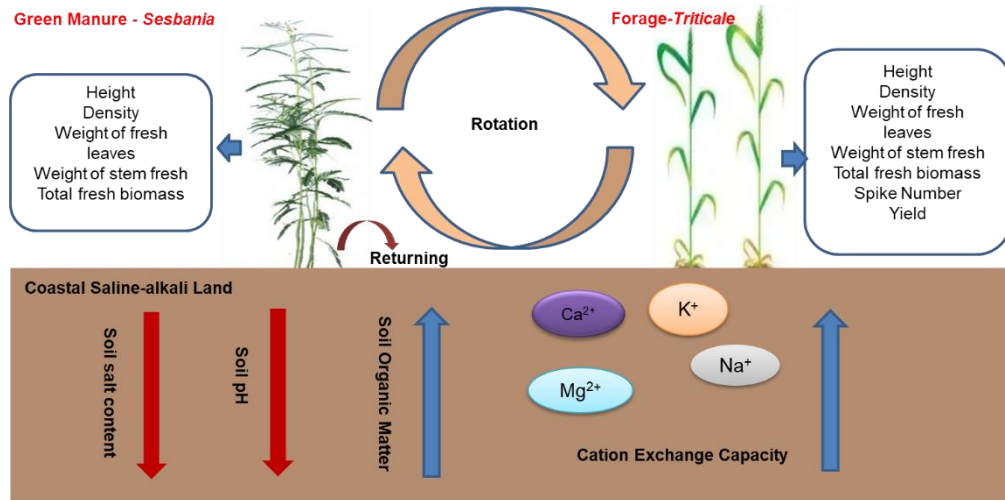 Green Manure - Sesbania
Forage-Triticale
Height
Density
Weight of fresh
leaves
Weight of stem fresh
Total fresh biomass
Rotation
Height
Density
Weight of fresh
leaves
Weight of stem fresh
Total fresh biomass
Spike Number
Yield
Returning
Coastal Saline-alkali Land
Soil salt content
Soil pH
Soil Organic Matter
Ca²⁺
K⁺
Na⁺
Mg²⁺
Cation Exchange Capacity